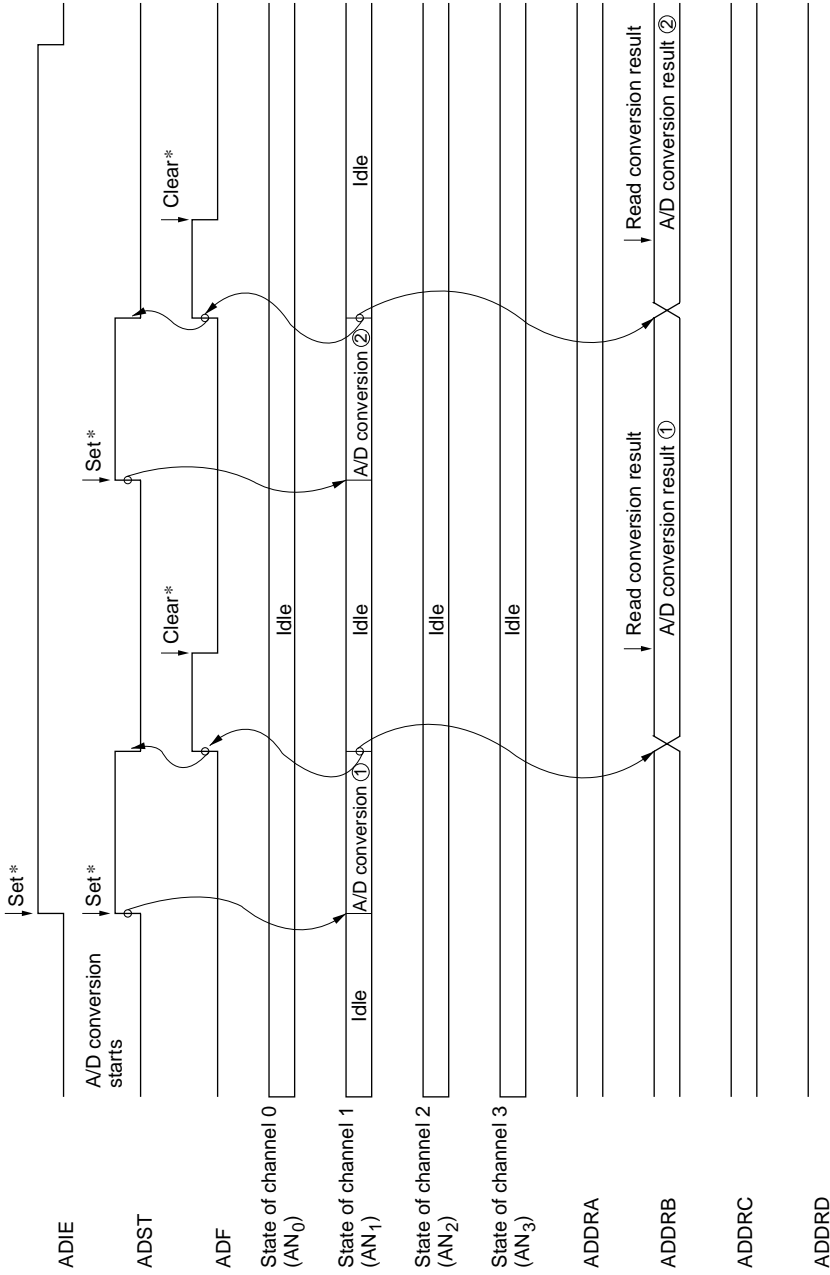 Set*
ADIE
A/D conversion
starts
Set*
Set*
ADST
Clear*
Clear*
ADF
State of channel 0
(AN0)
Idle
State of channel 1
(AN1)
Idle
A/D conversion ①
Idle
A/D conversion ②
Idle
State of channel 2
(AN2)
Idle
State of channel 3
(AN3)
Idle
ADDRA
Read conversion result
Read conversion result
ADDRB
A/D conversion result ①
A/D conversion result ②
ADDRC
ADDRD